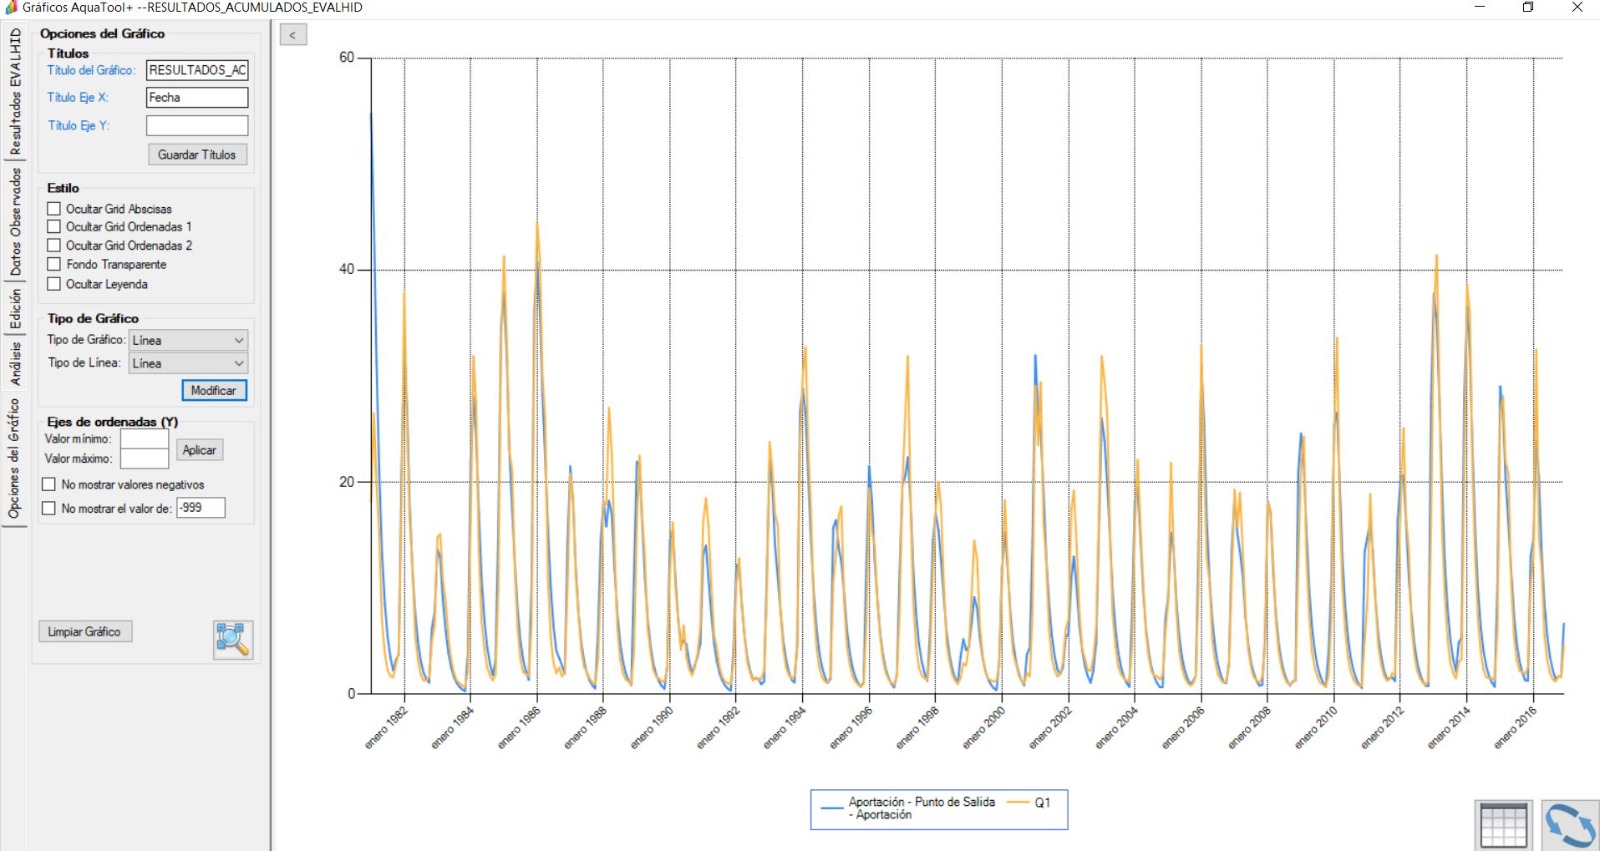 Gráficos AquaTool+ --RESULTADOS_ACUMULADOS_EVALHID
Resultados EVALHID
Datos Observados
Edición
Análisis
Opciones del Gráfico
Opciones del Gráfico
Títulos
Título del Gráfico: RESULTADOS_AC
Título Eje X: Fecha
Título Eje Y:
Guardar Títulos
Estilo
Ocultar Grid Abscisas
Ocultar Grid Ordenadas 1
Ocultar Grid Ordenadas 2
Fondo Transparente
Ocultar Leyenda
Tipo de Gráfico
Tipo de Gráfico: Línea
Tipo de Línea: Línea
Modificar
Ejes de ordenadas (Y)
Valor mínimo:
Valor máximo:
Aplicar
No mostrar valores negativos
No mostrar el valor de: -999
Limpiar Gráfico
<
60
40
20
0
enero 1982
enero 1984
enero 1986
enero 1988
enero 1990
enero 1992
enero 1994
enero 1996
enero 1998
enero 2000
enero 2002
enero 2004
enero 2006
enero 2008
enero 2010
enero 2012
enero 2014
enero 2016
Aportación - Punto de Salida
- Aportación
Q1